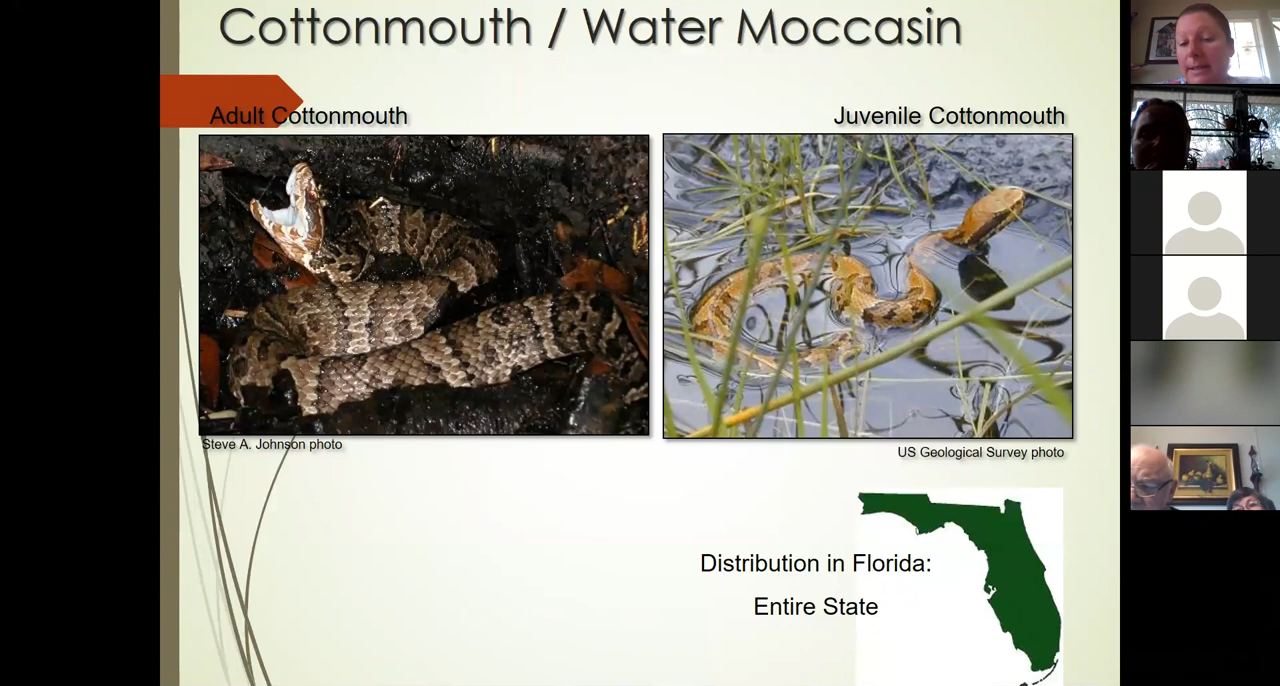 Cottonmouth / Water Moccasin
Adult Cottonmouth
Juvenile Cottonmouth
Steve A. Johnson photo
US Geological Survey photo
Distribution in Florida:
Entire State